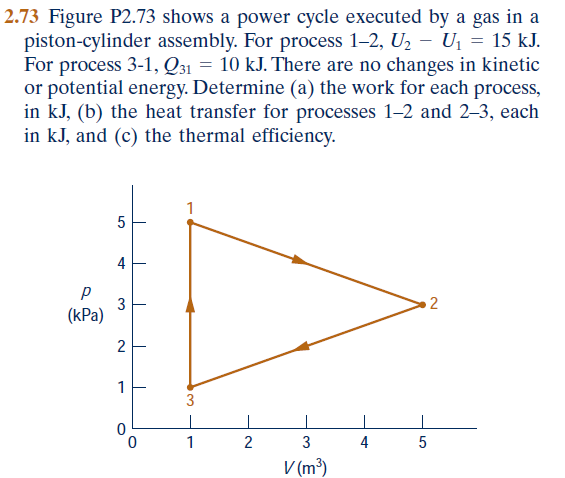 2.73 Figure P2.73 shows a power cycle executed by a gas in a
piston-cylinder assembly. For process 1–2, U₂ − U₁ = 15 kJ.
For process 3-1, Q₃₁ = 10 kJ. There are no changes in kinetic
or potential energy. Determine (a) the work for each process,
in kJ, (b) the heat transfer for processes 1–2 and 2–3, each
in kJ, and (c) the thermal efficiency.
1
5
4
p
(kPa)
3
2
2
1
3
0
0 1 2 3 4 5
V (m³)